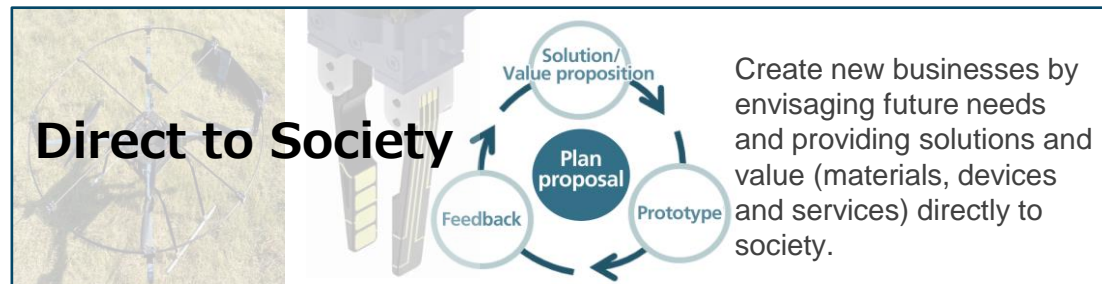 Direct to Society
Solution/
Value proposition
Plan
proposal
Feedback
Prototype
Create new businesses by
envisaging future needs
and providing solutions and
value (materials, devices
and services) directly to
society.